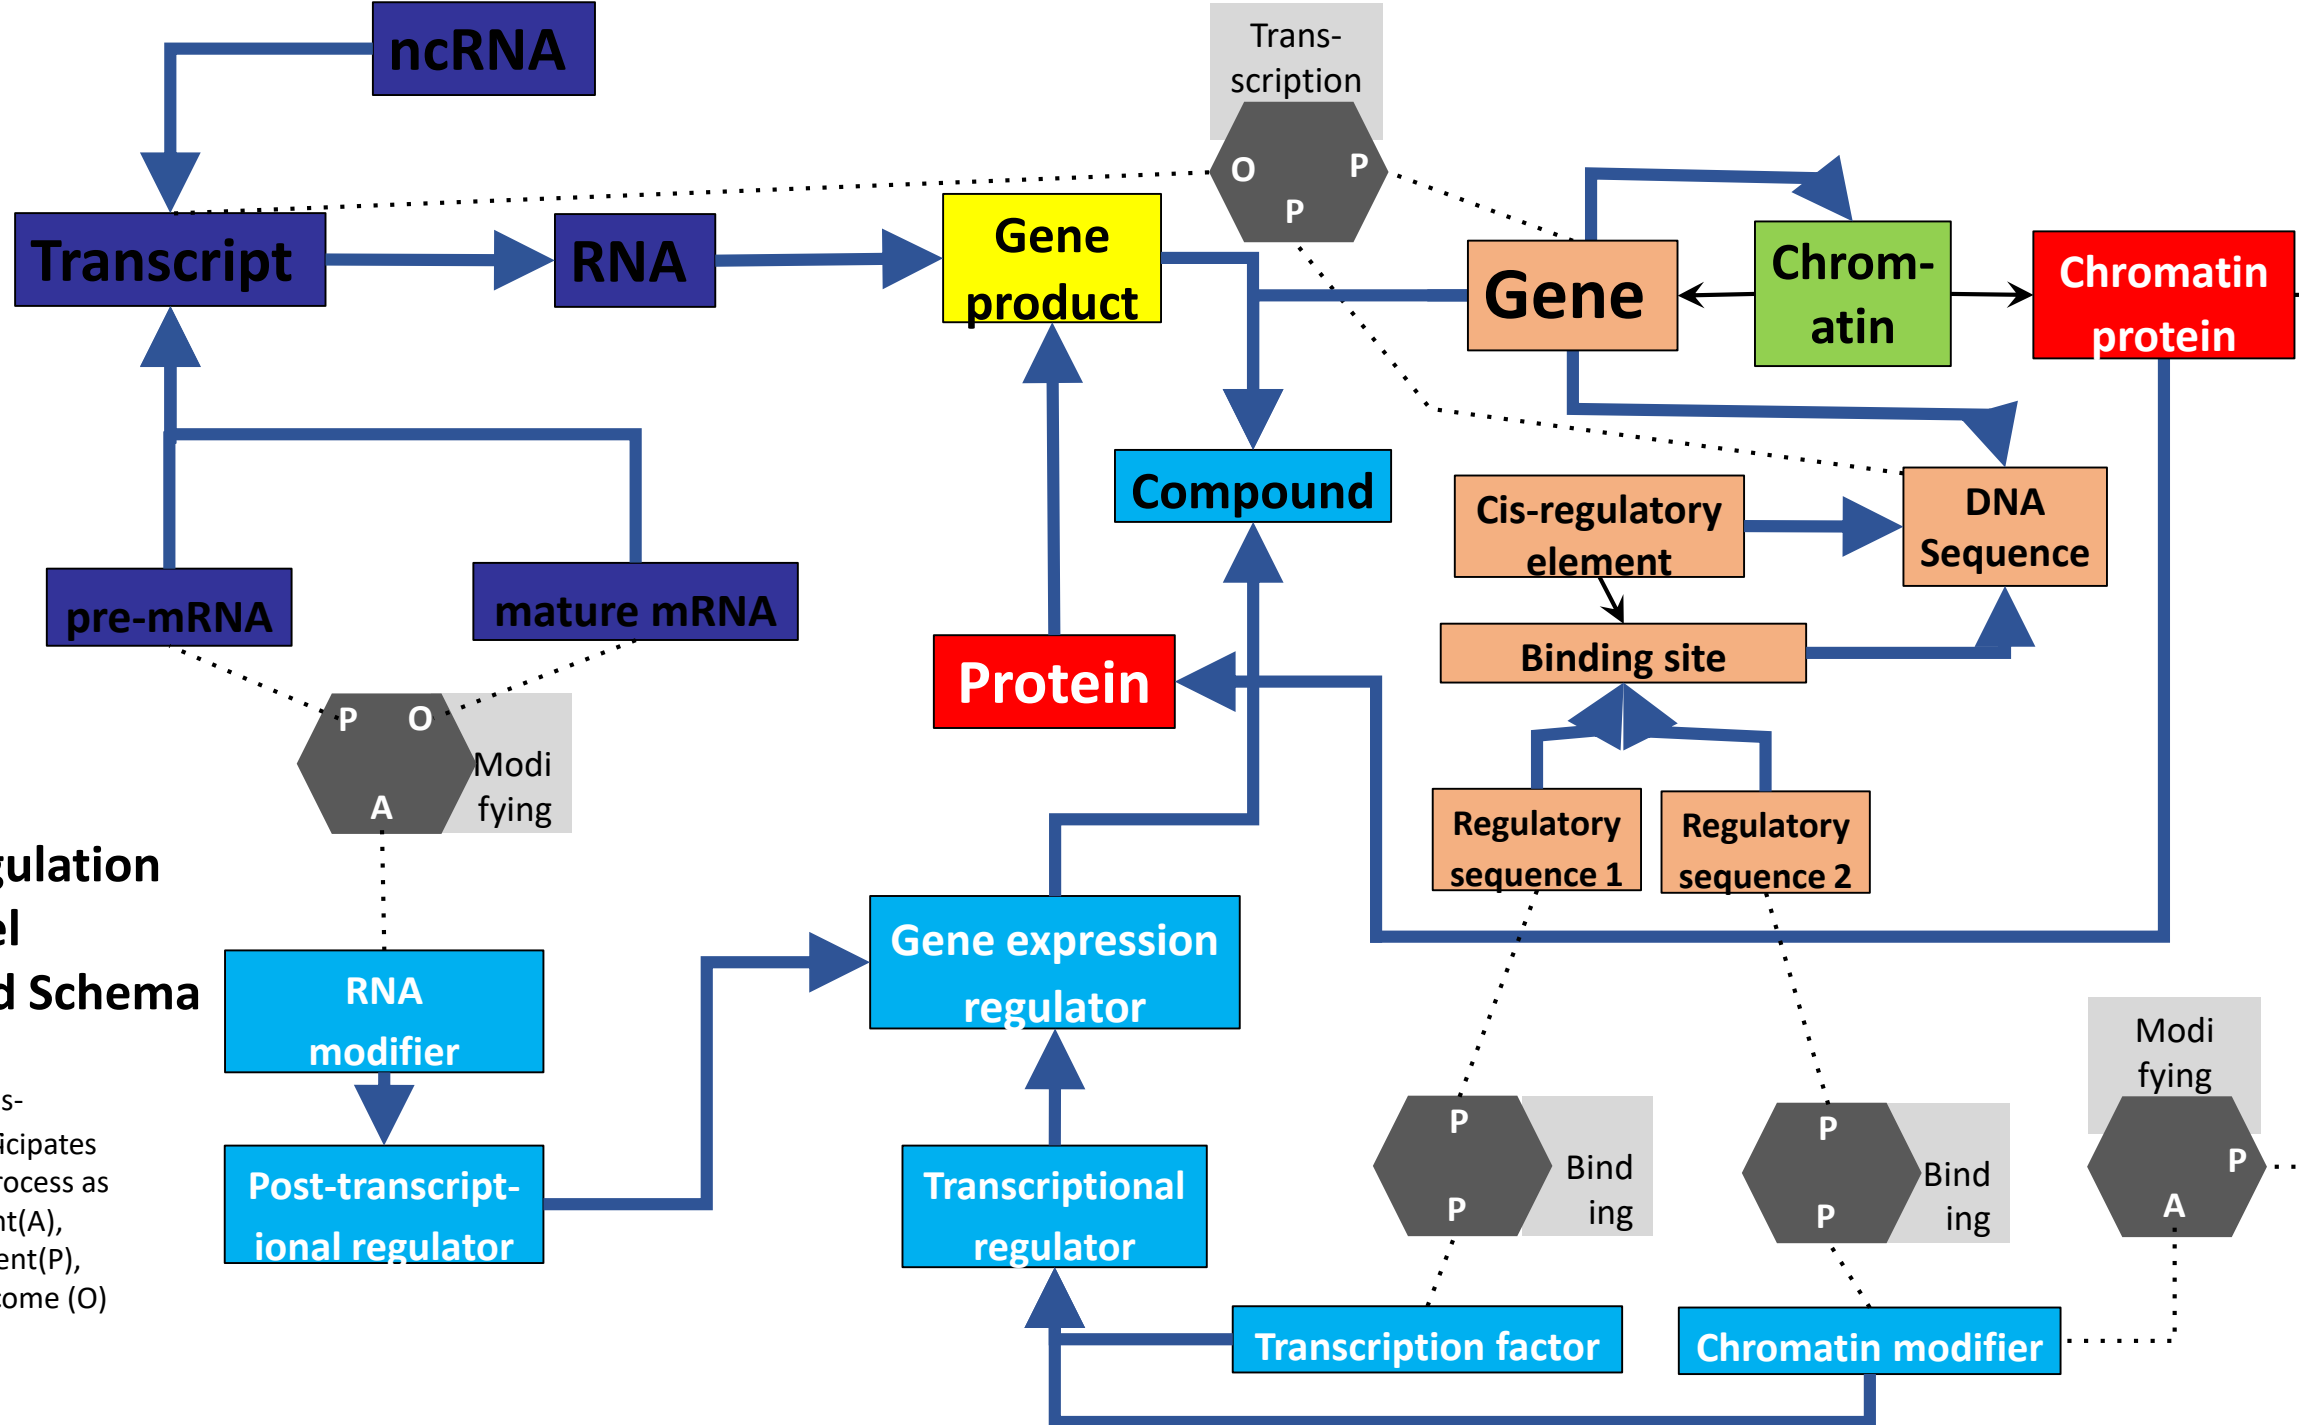 ncRNA
Trans-
scription
O
P
P
Transcript
RNA
Gene
product
Gene
Chrom-
atin
Chromatin
protein
Compound
Cis-regulatory
element
DNA
Sequence
pre-mRNA
mature mRNA
Binding site
Protein
P
O
A
Modi
fying
Regulatory
sequence 1
Regulatory
sequence 2
gulation
el
d Schema
RNA
modifier
Gene expression
regulator
Modi
fying
P
A
s-
icipates
rocess as
nt(A),
ent(P),
come (O)
Post-transcript-
ional regulator
Transcriptional
regulator
P
P
Bind
ing
P
P
Bind
ing
Transcription factor
Chromatin modifier